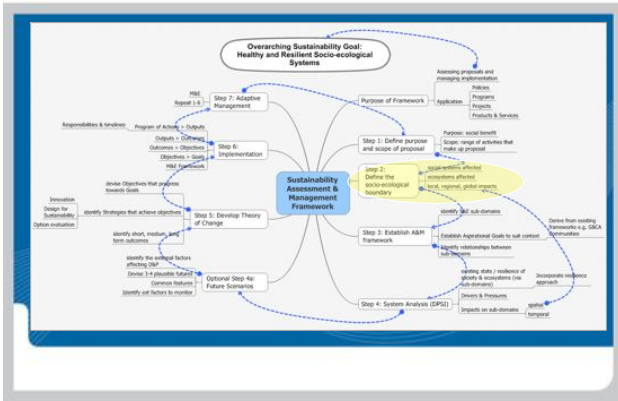 Overarching Sustainability Goal:
Healthy and Resilient Socio-ecological
Systems
Sustainability
Assessment &
Management
Framework
Purpose of Framework
Assessing proposals and
managing implementation
Application
Policies
Programs
Projects
Products & Services
Step 1: Define purpose
and scope of proposal
Purpose: social benefit
Scope: range of activities that
make up proposal
Step 2:
Define the
socio-ecological
boundary
social systems affected
ecosystems affected
local, regional, global impacts
Step 3: Establish A&M
framework
identify S&E sub-domains
Establish Aspirational Goals to suit context
Derive from existing
frameworks e.g. GBCA
Communities
Identify relationships between
sub-domains
Step 4: System Analysis (DPSI)
existing state / resilience of
society & ecosystems (via
sub-domains)
Incorporate resilience
approach
Drivers & Pressures
Impacts on sub-domains
spatial
temporal
Optional Step 4a:
Future Scenarios
identify the external factors
affecting D&P
Devise 3-4 plausible futures
Common features
Identify ext factors to monitor
Step 5: Develop Theory
of Change
devise Objectives that progress
towards Goals
identify Strategies that achieve objectives
Innovation
Design for
Sustainability
Option evaluation
identify short, medium, long
term outcomes
Step 6:
Implementation
Program of Actions > Outputs
Responsibilities & timelines
Outputs > Outcomes
Outcomes > Objectives
Objectives > Goals
M&E Framework
Step 7: Adaptive
Management
M&E
Repeat 1-6